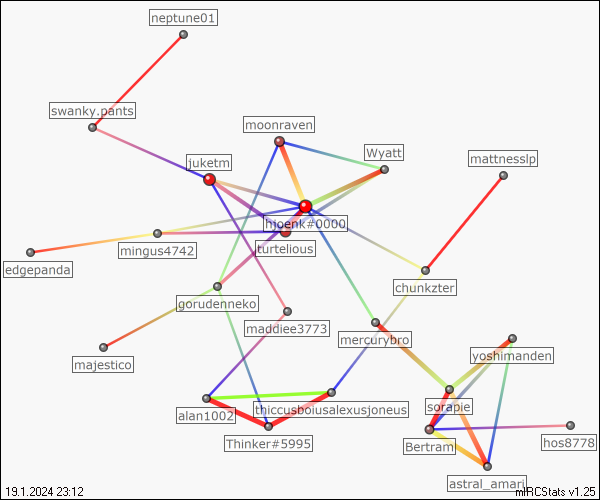 neptune01
swanky.pants
moonraven
Wyatt
mattnesslp
juketm
hjoenk#0000
turtelious
mingus4742
edgepanda
chunkzter
gorudenneko
maddiee3773
mercurybro
majestico
yoshimanden
thiccusboiusalexusjoneus
sorapie
alan1002
Thinker#5995
Bertram
hos8778
astral_amari
19.1.2024 23:12
mIRCStats v1.25